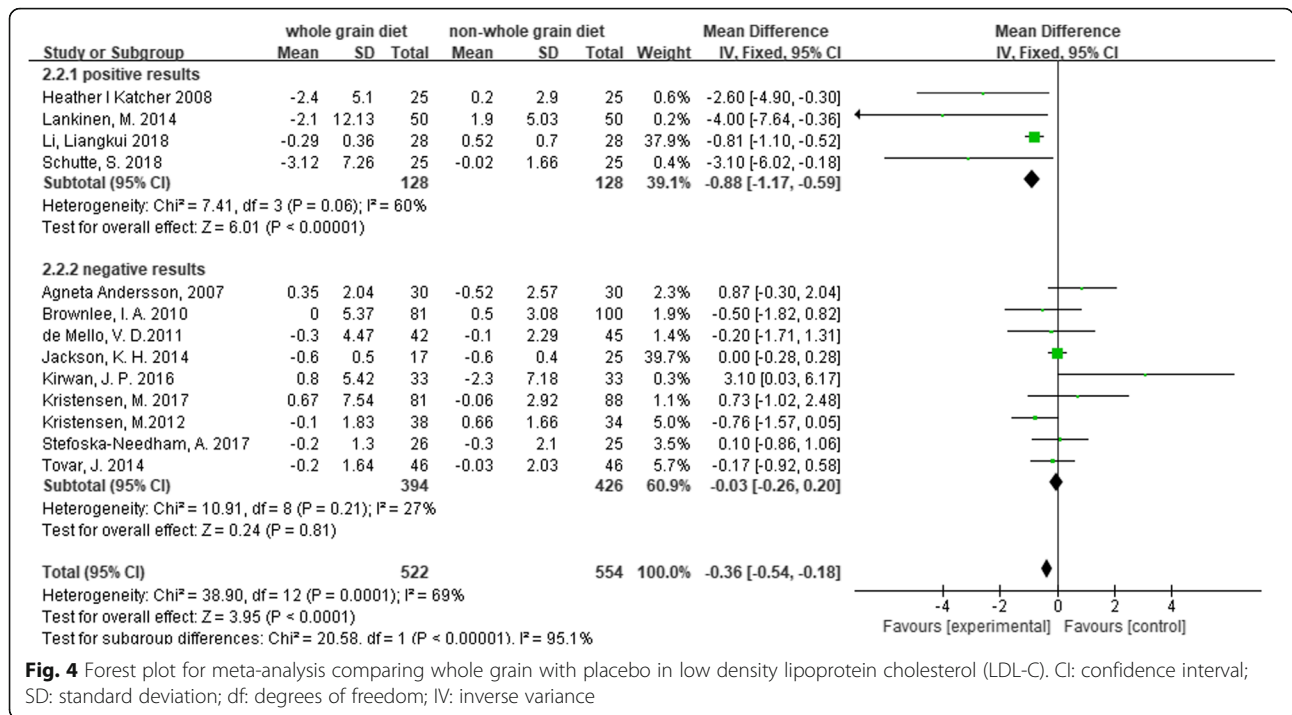 whole grain diet non-whole grain diet Mean Difference Mean Difference
Study or Subgroup Mean SD Total Mean SD Total Weight IV, Fixed, 95% CI IV, Fixed, 95% CI
2.2.1 positive results
Heather I Katcher 2008 -2.4 5.1 25 0.2 2.9 25 0.6% -2.60 [-4.90, -0.30]
Lankinen, M. 2014 -2.1 12.13 50 1.9 5.03 50 0.2% -4.00 [-7.64, -0.36]
Li, Liangkui 2018 -0.29 0.36 28 0.52 0.7 28 37.9% -0.81 [-1.10, -0.52]
Schutte, S. 2018 -3.12 7.26 25 -0.02 1.66 25 0.4% -3.10 [-6.02, -0.18]
Subtotal (95% CI) 128 128 39.1% -0.88 [-1.17, -0.59]
Heterogeneity: Chi² = 7.41, df = 3 (P = 0.06); I² = 60%
Test for overall effect: Z = 6.01 (P < 0.00001)
2.2.2 negative results
Agneta Andersson, 2007 0.35 2.04 30 -0.52 2.57 30 2.3% 0.87 [-0.30, 2.04]
Brownlee, I. A. 2010 0 5.37 81 0.5 3.08 100 1.9% -0.50 [-1.82, 0.82]
de Mello, V. D.2011 -0.3 4.47 42 -0.1 2.29 45 1.4% -0.20 [-1.71, 1.31]
Jackson, K. H. 2014 -0.6 0.5 17 -0.6 0.4 25 39.7% 0.00 [-0.28, 0.28]
Kirwan, J. P. 2016 0.8 5.42 33 -2.3 7.18 33 0.3% 3.10 [0.03, 6.17]
Kristensen, M. 2017 0.67 7.54 81 -0.06 2.92 88 1.1% 0.73 [-1.02, 2.48]
Kristensen, M.2012 -0.1 1.83 38 0.66 1.66 34 5.0% -0.76 [-1.57, 0.05]
Stefoska-Needham, A. 2017 -0.2 1.3 26 -0.3 2.1 25 3.5% 0.10 [-0.86, 1.06]
Tovar, J. 2014 -0.2 1.64 46 -0.03 2.03 46 5.7% -0.17 [-0.92, 0.58]
Subtotal (95% CI) 394 426 60.9% -0.03 [-0.26, 0.20]
Heterogeneity: Chi² = 10.91, df = 8 (P = 0.21); I² = 27%
Test for overall effect: Z = 0.24 (P = 0.81)
Total (95% CI) 522 554 100.0% -0.36 [-0.54, -0.18]
Heterogeneity: Chi² = 38.90, df = 12 (P = 0.0001); I² = 69%
Test for overall effect: Z = 3.95 (P < 0.0001)
Test for subgroup differences: Chi² = 20.58, df = 1 (P < 0.00001), I² = 95.1%
-4 -2 0 2 4
Favours [experimental] Favours [control]
Fig. 4 Forest plot for meta-analysis comparing whole grain with placebo in low density lipoprotein cholesterol (LDL-C). CI: confidence interval;
SD: standard deviation; df: degrees of freedom; IV: inverse variance